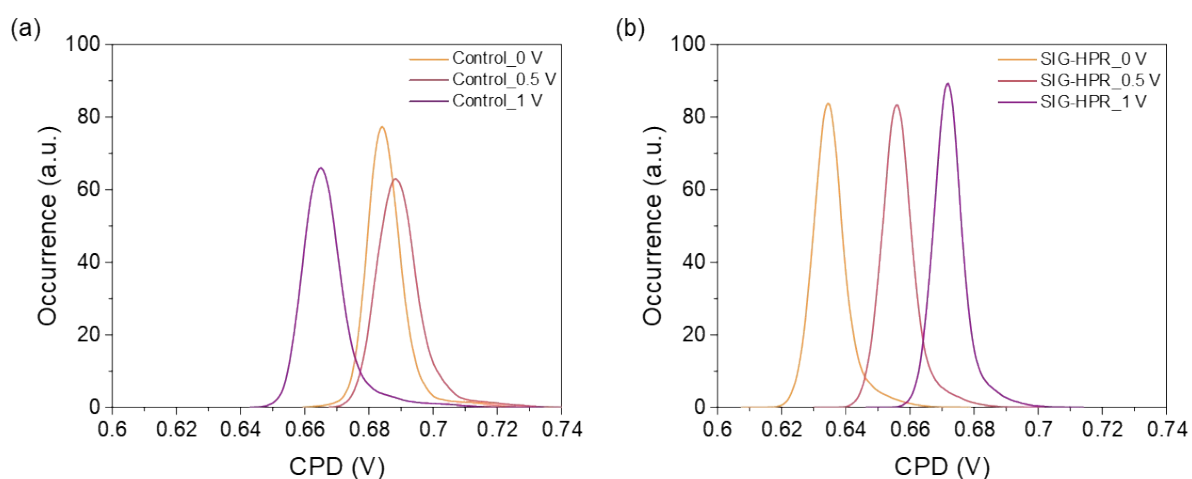 (a)
Occurrence (a.u.)
100
80
60
40
20
0
Control_0 V
Control_0.5 V
Control_1 V
0.6 0.62 0.64 0.66 0.68 0.7 0.72 0.74
CPD (V)
(b)
Occurrence (a.u.)
100
80
60
40
20
0
SIG-HPR_0 V
SIG-HPR_0.5 V
SIG-HPR_1 V
0.6 0.62 0.64 0.66 0.68 0.7 0.72 0.74
CPD (V)